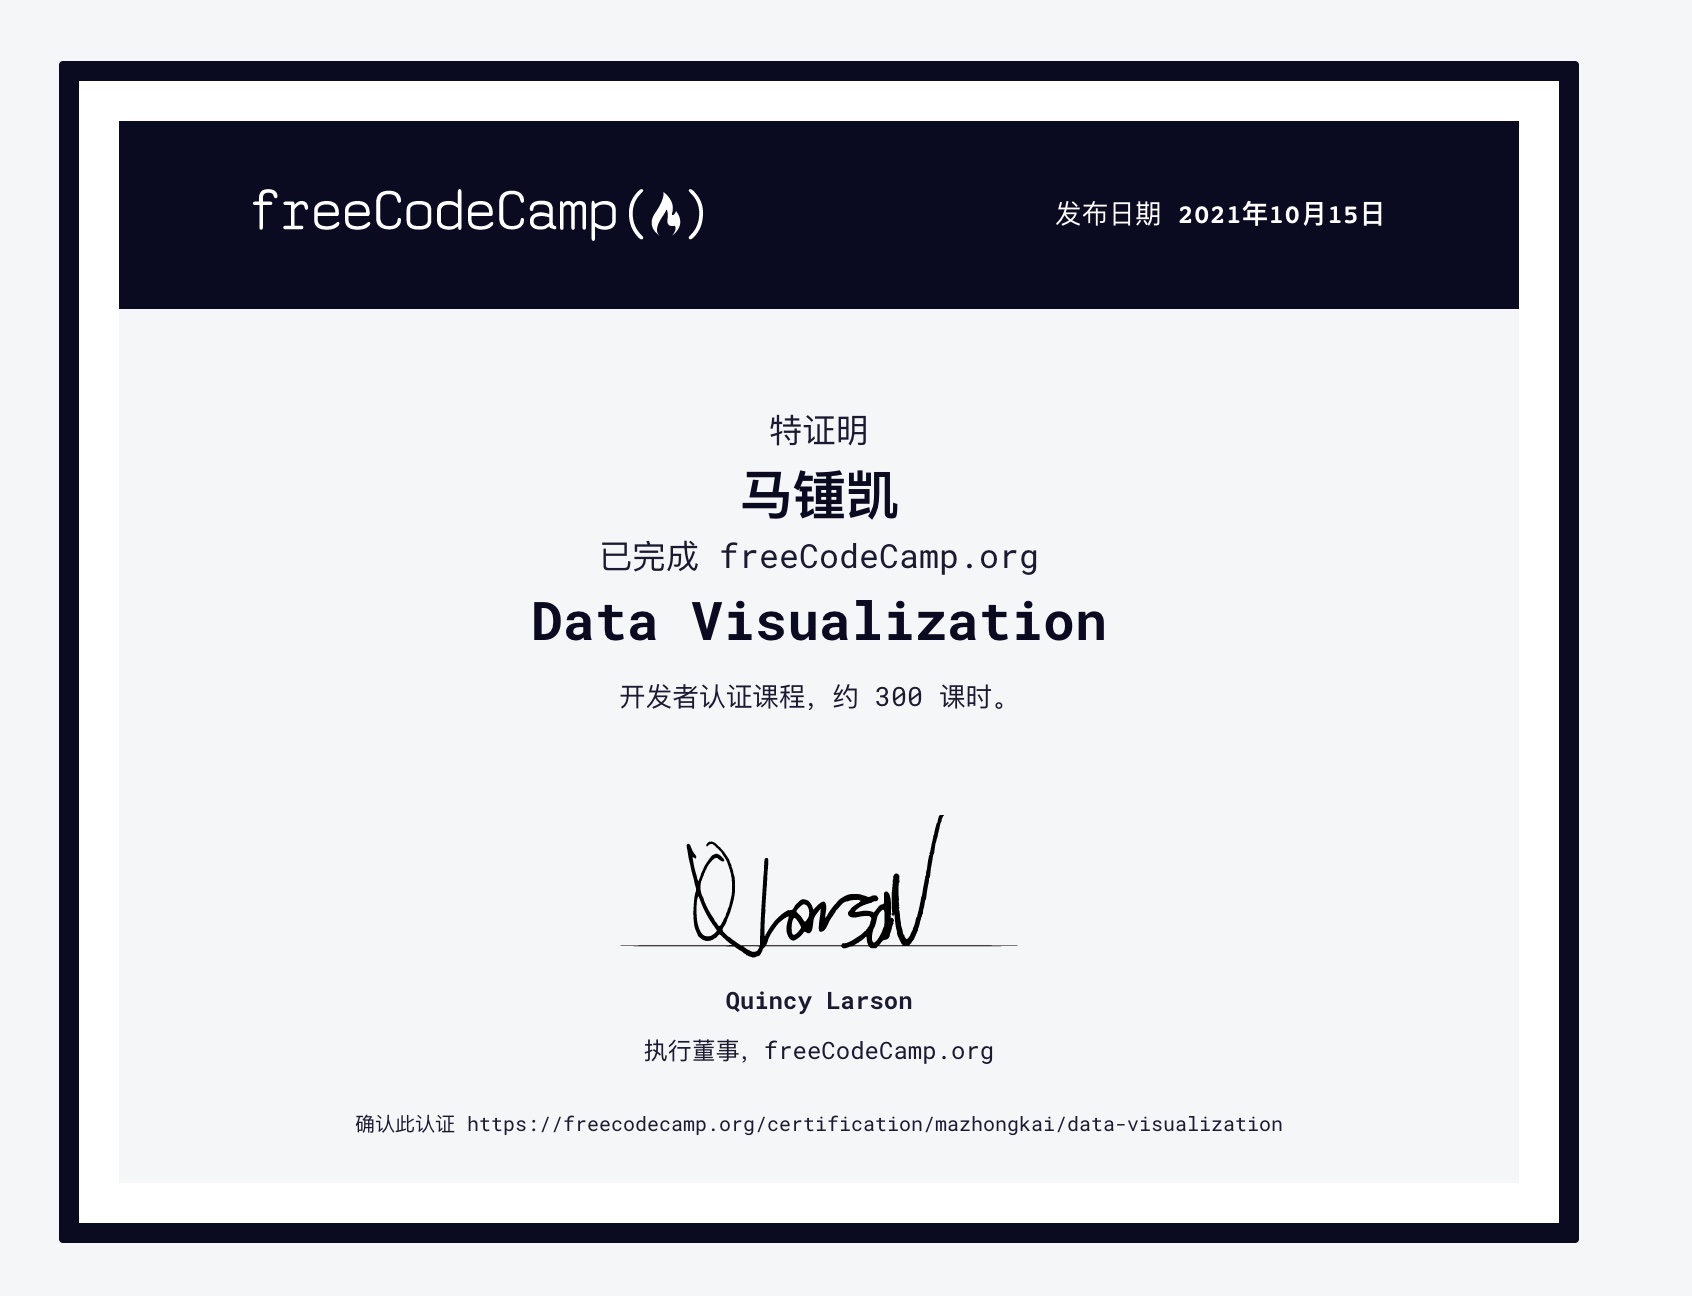 freeCodeCamp(🔥)
发布日期 2021年10月15日
特证明
马锺凯
已完成 freeCodeCamp.org
Data Visualization
开发者认证课程，约 300 课时。
Q Larson
Quincy Larson
执行董事，freeCodeCamp.org
确认此认证 https://freecodecamp.org/certification/mazhongkai/data-visualization